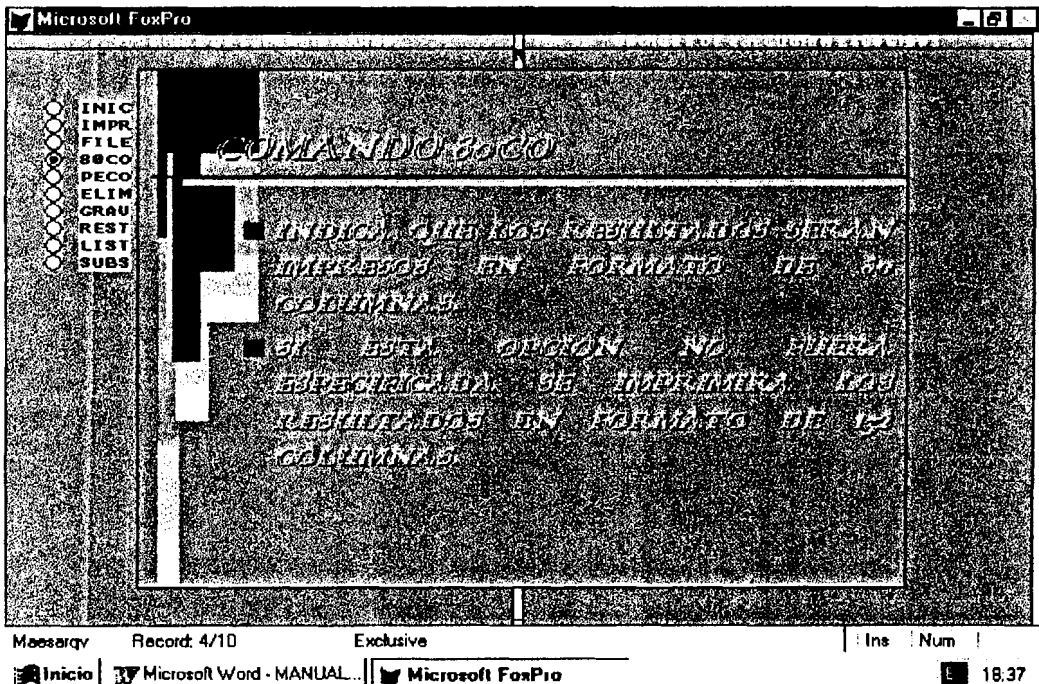 Microsoft FoxPro
INIC
IMPR
FILE
80CO
PECO
ELIM
GRAV
REST
LIST
SUBS
COMANDO 80CO
INDICA QUE LOS RESULTADOS SERAN
IMPRESOS EN FORMATO DE 80
COLUMNAS.
SI ESTA OPCION NO FUERA
ESPECIFICADA SE IMPRIMIRA LOS
RESULTADOS EN FORMATO DE
COLUMNAS.
Maesarqv Record: 4/10 Exclusive Ins Num
Inicio Microsoft Word - MANUAL... Microsoft FoxPro 18:37